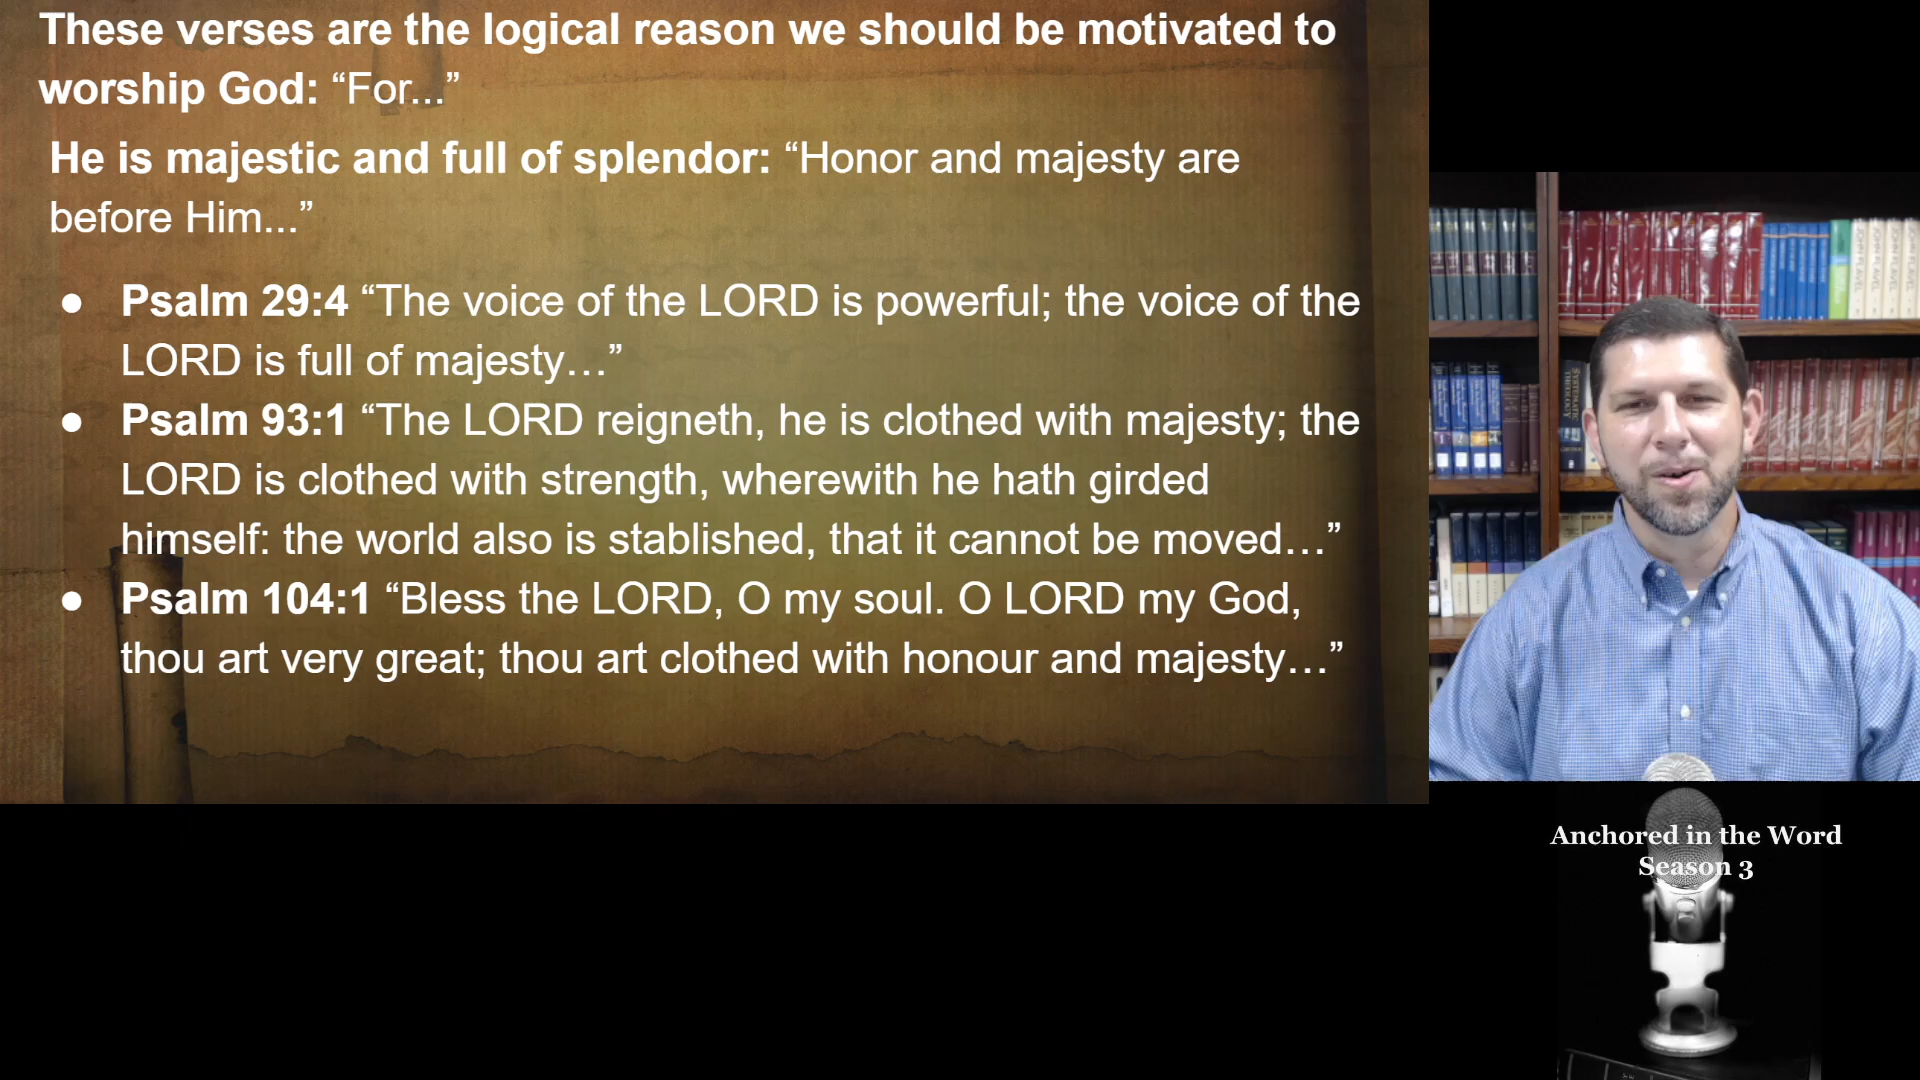 These verses are the logical reason we should be motivated to
worship God: “For...”
He is majestic and full of splendor: “Honor and majesty are
before Him...”
● Psalm 29:4 “The voice of the LORD is powerful; the voice of the
LORD is full of majesty…”
● Psalm 93:1 “The LORD reigneth, he is clothed with majesty; the
LORD is clothed with strength, wherewith he hath girded
himself: the world also is stablished, that it cannot be moved…”
● Psalm 104:1 “Bless the LORD, O my soul. O LORD my God,
thou art very great; thou art clothed with honour and majesty…”
SYSTEMATIC THEOLOGY
Anchored in the Word
Season 3